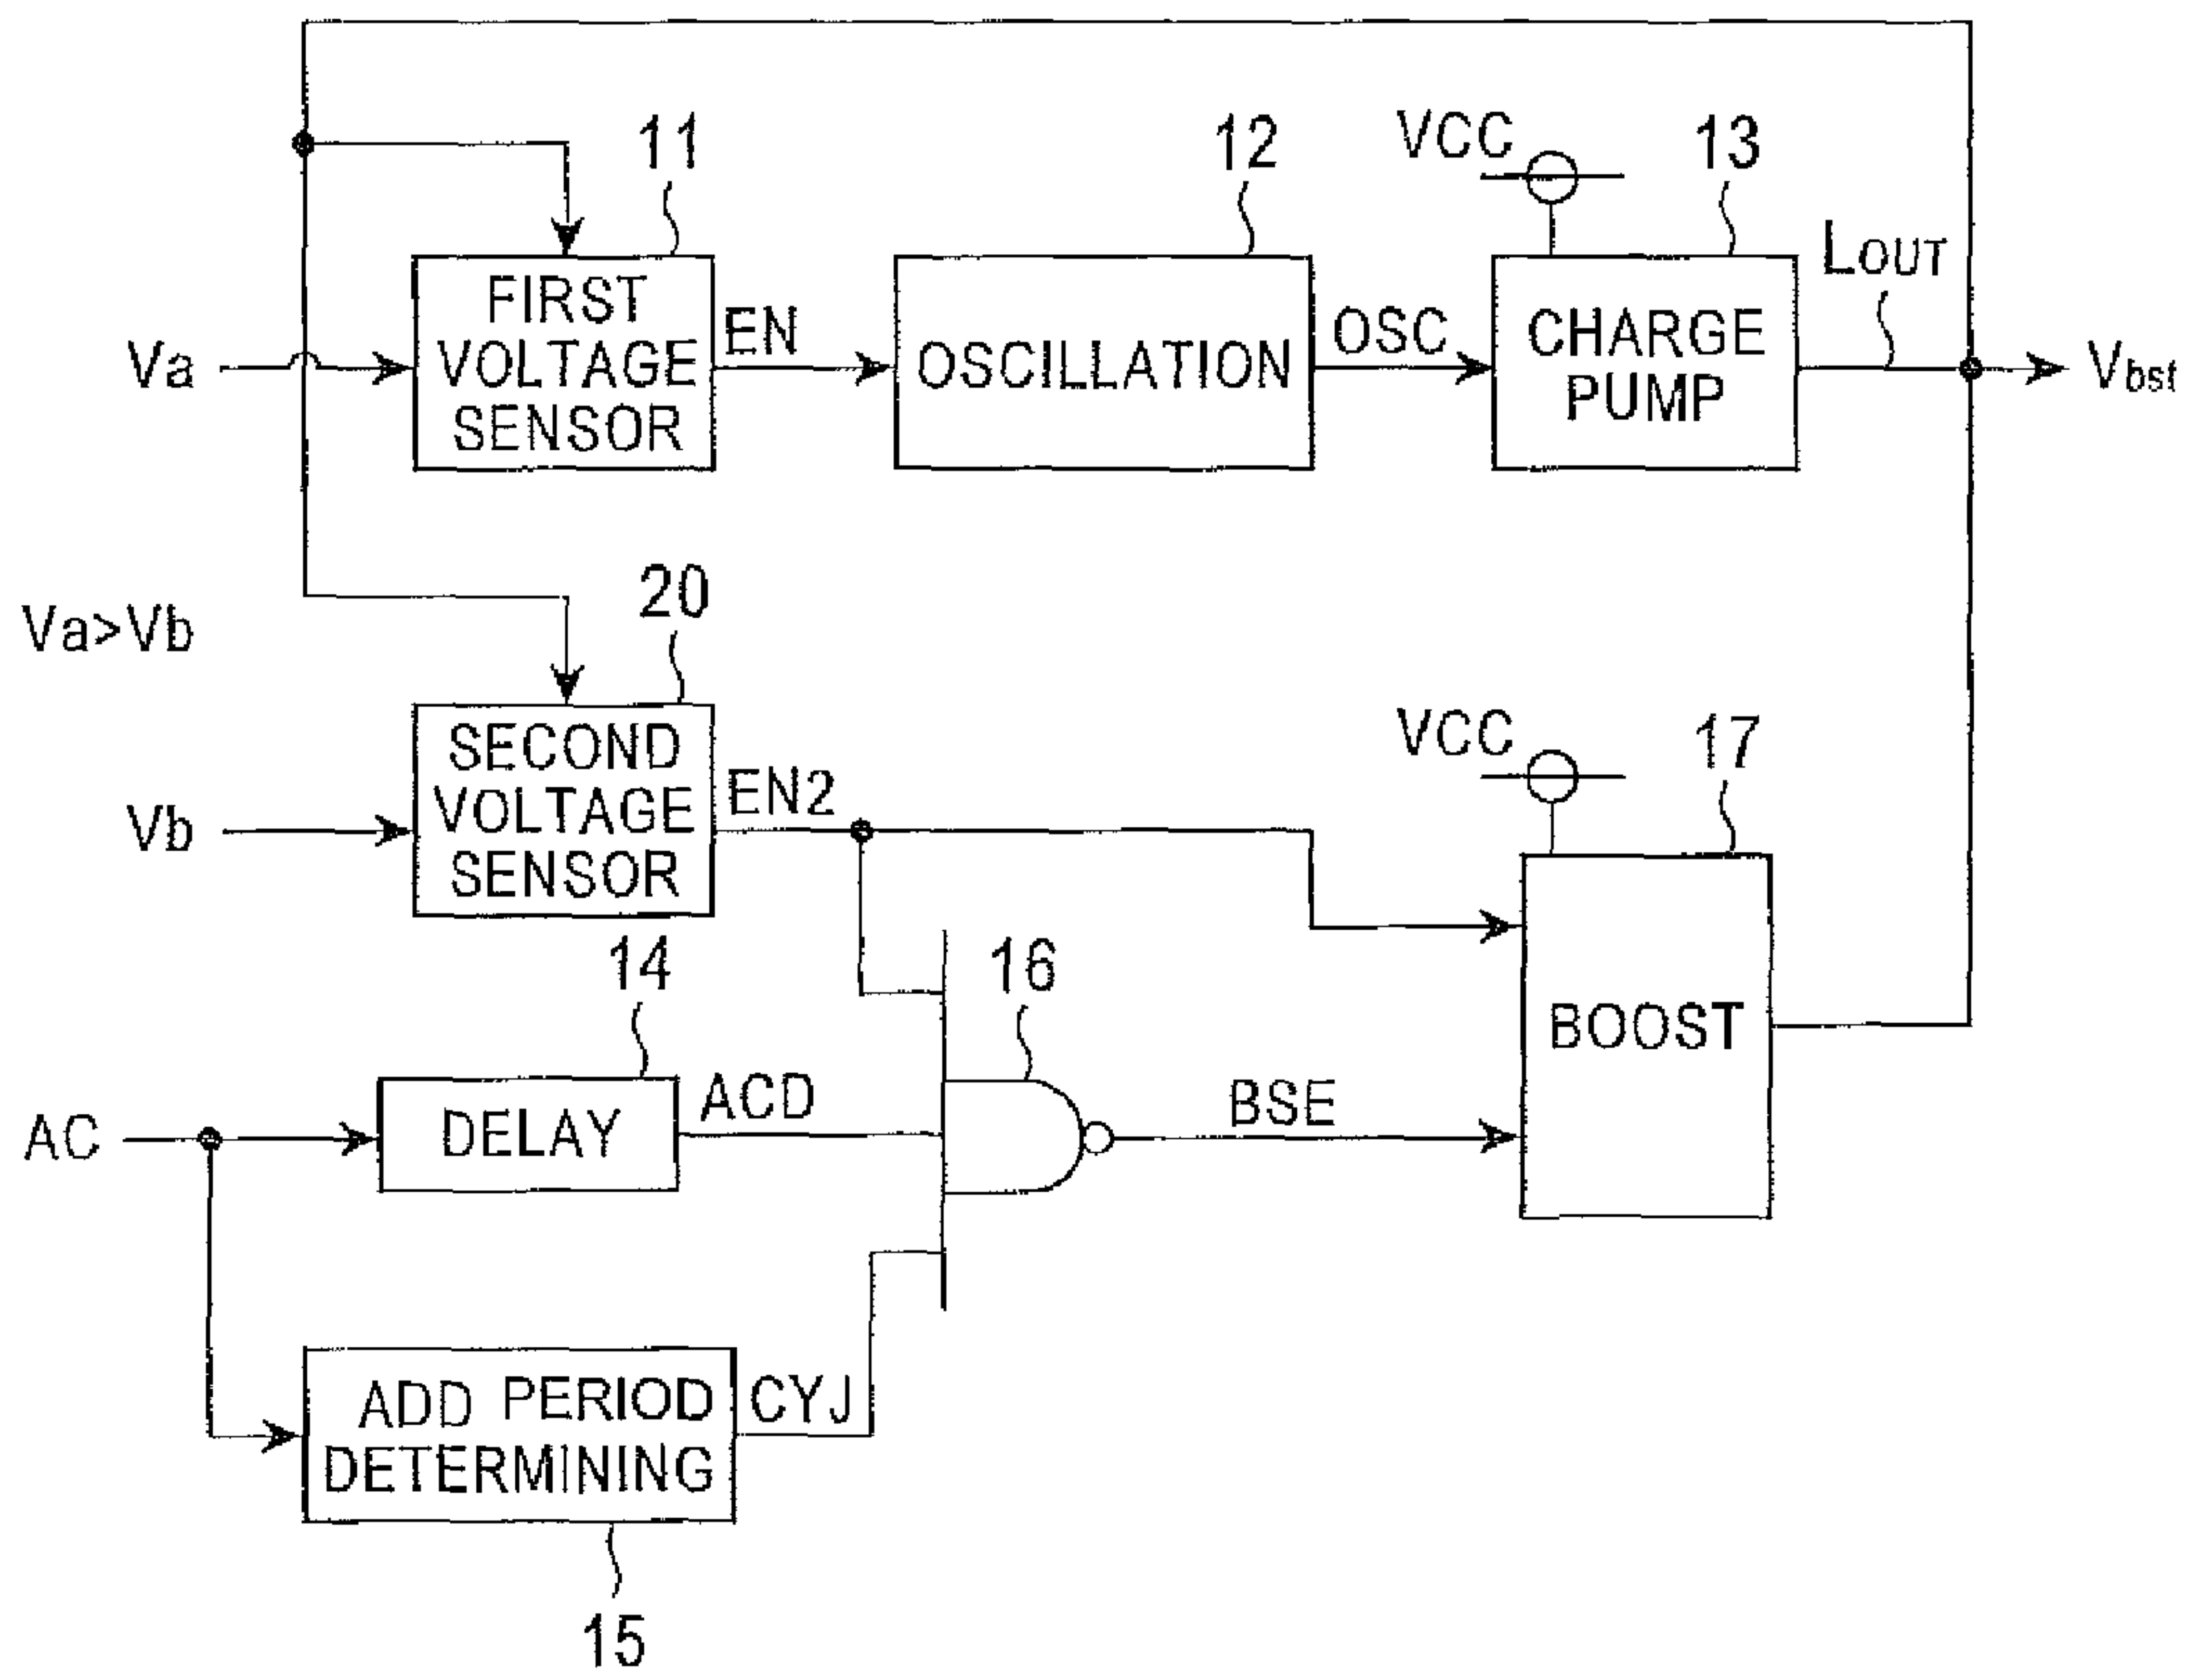 11
12
VCC
13
LOUT
FIRST
VOLTAGE
SENSOR
Va
EN
OSCILLATION
OSC
CHARGE
PUMP
Vbst
Va>Vb
20
SECOND
VOLTAGE
SENSOR
Vb
EN2
VCC
17
BOOST
14
16
AC
DELAY
ACD
BSE
ADD PERIOD
DETERMINING
CYJ
15